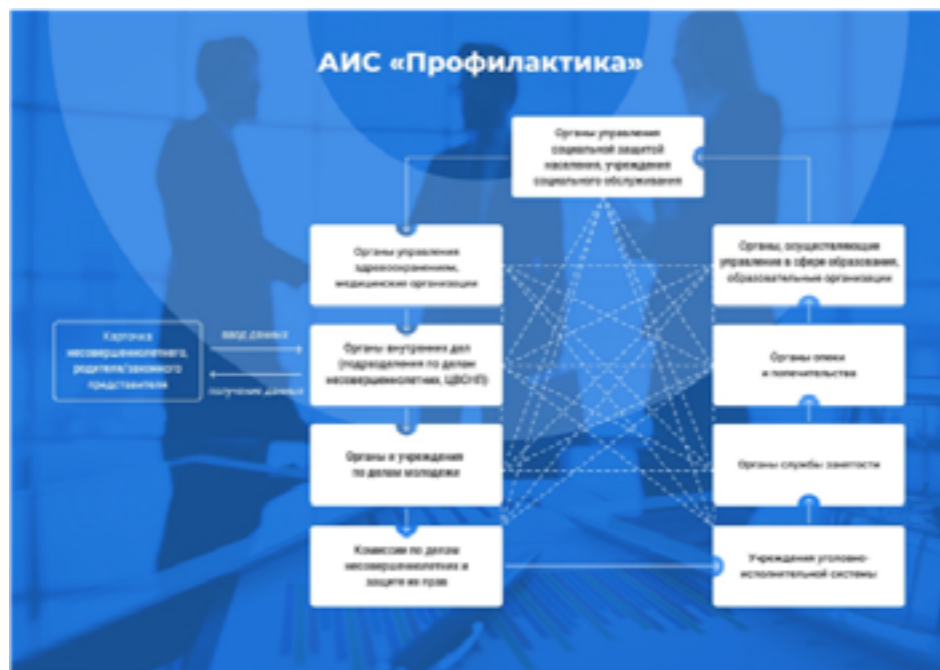 АИС «Профилактика»
Органы управления
социальной защитой
населения, учреждения
социального обслуживания
Органы управления
здравоохранением,
медицинские организации
Органы, осуществляющие
управление в сфере образования,
образовательные организации
Карточка
несовершеннолетнего,
родителя/законного
представителя
ввод данных
получение данных
Органы внутренних дел
(подразделения по делам
несовершеннолетних, ЦВСНП)
Органы опеки
и попечительства
Органы и учреждения
по делам молодежи
Органы службы занятости
Комиссии по делам
несовершеннолетних и
защите их прав
Учреждения уголовно-
исполнительной системы